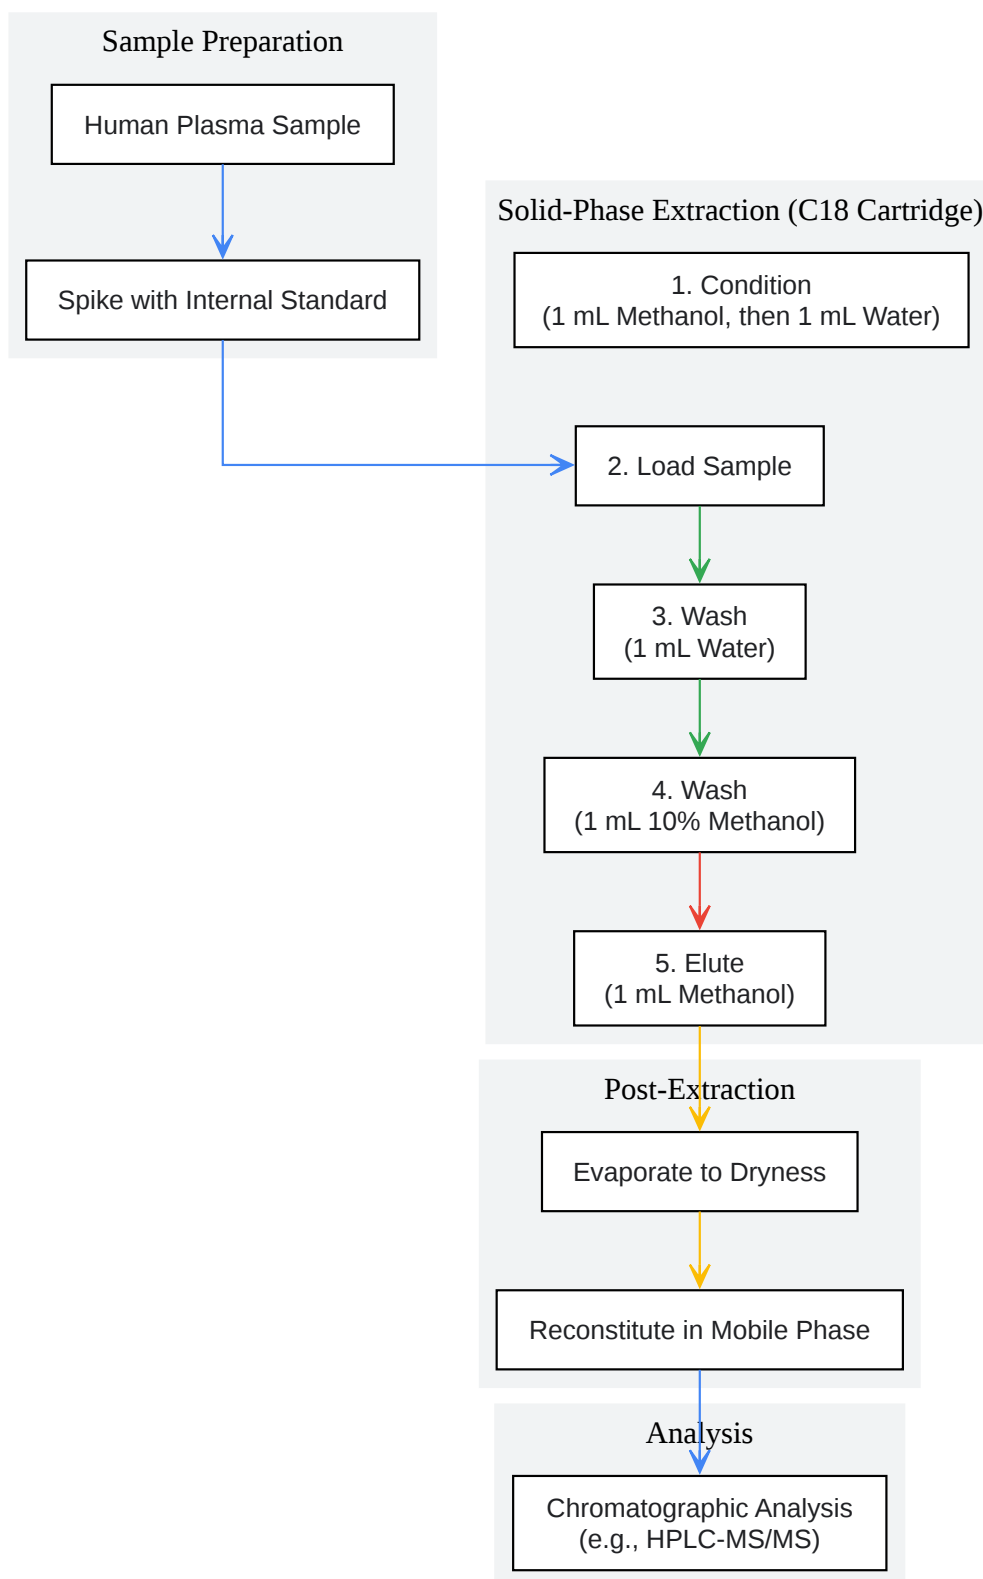 Sample Preparation
Human Plasma Sample
Spike with Internal Standard
Solid-Phase Extraction (C18 Cartridge)
1. Condition
(1 mL Methanol, then 1 mL Water)
2. Load Sample
3. Wash
(1 mL Water)
4. Wash
(1 mL 10% Methanol)
5. Elute
(1 mL Methanol)
Post-Extraction
Evaporate to Dryness
Reconstitute in Mobile Phase
Analysis
Chromatographic Analysis
(e.g., HPLC-MS/MS)